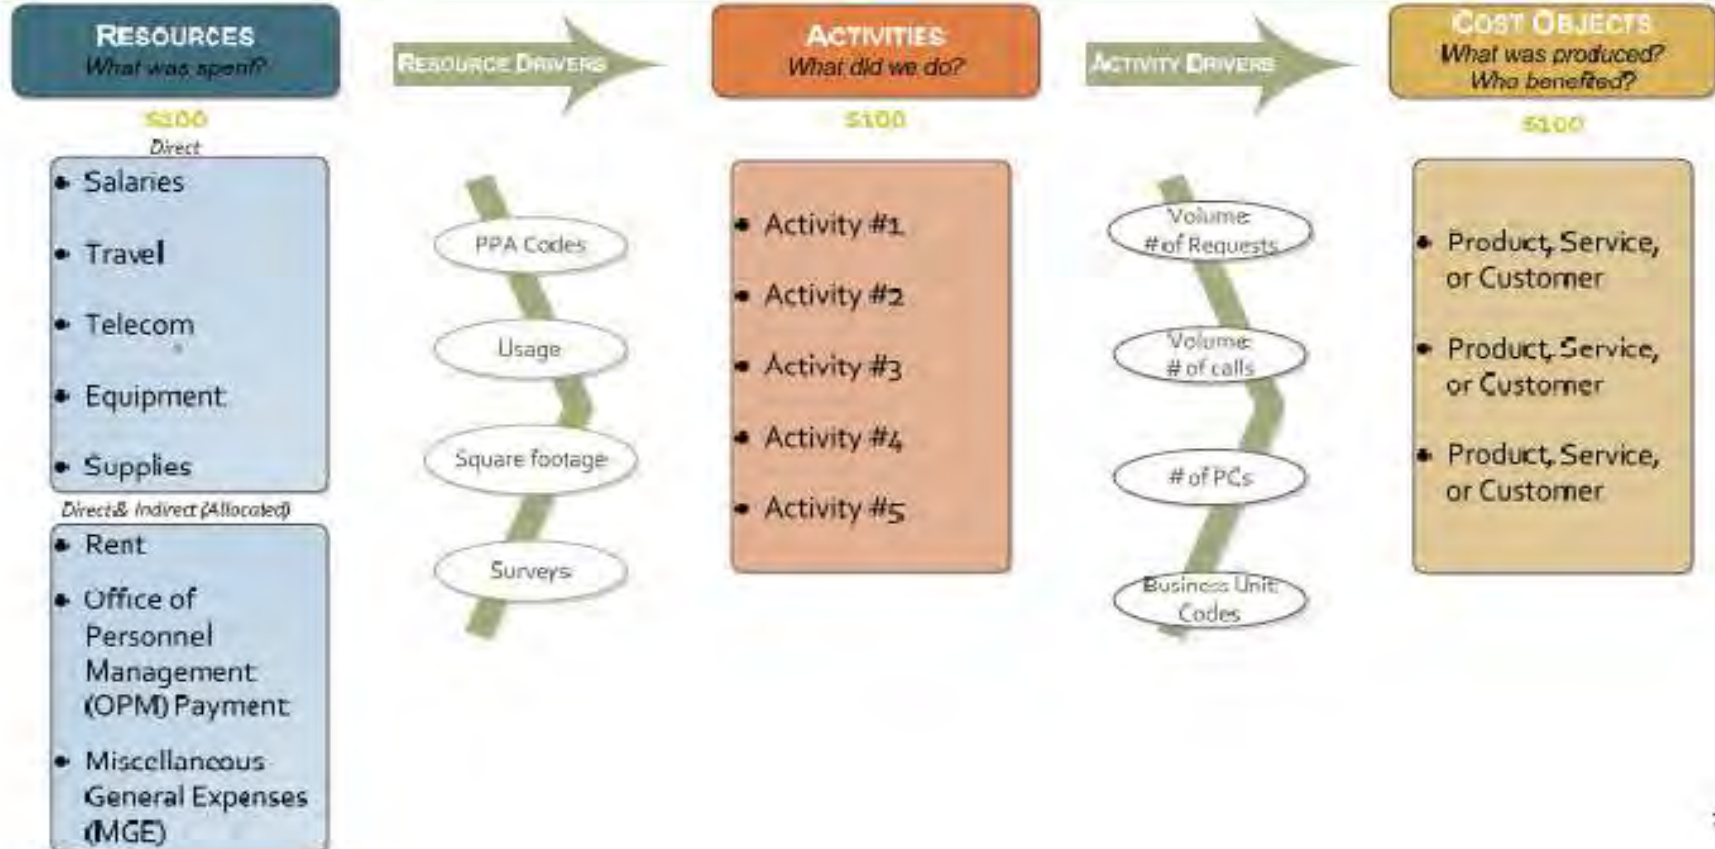 RESOURCES
What was spent?
RESOURCE DRIVERS
ACTIVITIES
What did we do?
ACTIVITY DRIVERS
COST OBJECTS
What was produced?
Who benefited?
$100
Direct
• Salaries
• Travel
• Telecom
• Equipment
• Supplies
Direct & Indirect (Allocated)
• Rent
• Office of
Personnel
Management
(OPM) Payment
• Miscellaneous
General Expenses
(MGE)
PPA Codes
Usage
Square footage
Surveys
$100
• Activity #1
• Activity #2
• Activity #3
• Activity #4
• Activity #5
Volume:
# of Requests
Volume:
# of calls
# of PCs
Business Unit
Codes
$100
• Product, Service,
or Customer
• Product, Service,
or Customer
• Product, Service,
or Customer